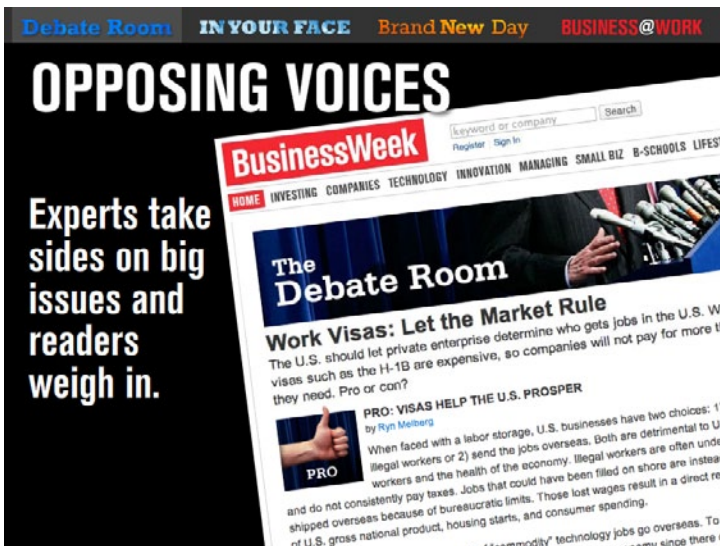 Debate Room IN YOUR FACE Brand New Day BUSINESS@WORK
OPPOSING VOICES
Experts take
sides on big
issues and
readers
weigh in.
BusinessWeek
keyword or company Search
Register Sign In
HOME INVESTING COMPANIES TECHNOLOGY INNOVATION MANAGING SMALL BIZ B-SCHOOLS
The
Debate Room
Work Visas: Let the Market Rule
The U.S. should let private enterprise determine who gets jobs in the U.S. W
visas such as the H-1B are expensive, so companies will not pay for more
they need. Pro or con?
PRO: VISAS HELP THE U.S. PROSPER
by Ryn Melberg
PRO
When faced with a labor storage, U.S. businesses have two choices: 1
illegal workers or 2) send the jobs overseas. Both are detrimental to U
workers and the health of the economy. Illegal workers are often unde
and do not consistently pay taxes. Jobs that could have been filled on shore are instea
shipped overseas because of bureaucratic limits. Those lost wages result in a direct re
of U.S. gross national product, housing starts, and consumer spending.
technology jobs go overseas. To
since there